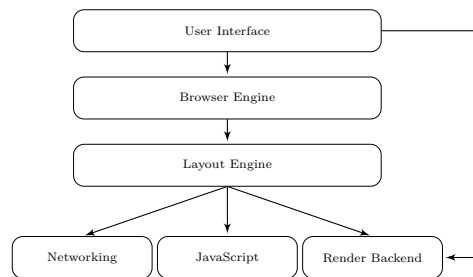 User Interface
Browser Engine
Layout Engine
Networking
JavaScript
Render Backend